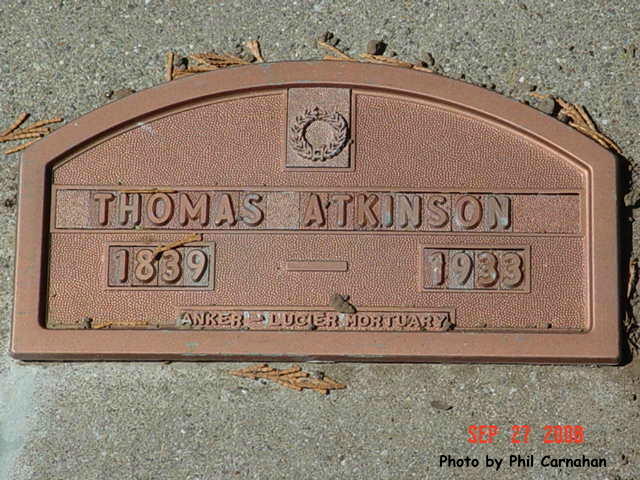 THOMAS ATKINSON
1839 — 1933
ANKER - LUCIER MORTUARY
SEP 27 2008
Photo by Phil Carnahan